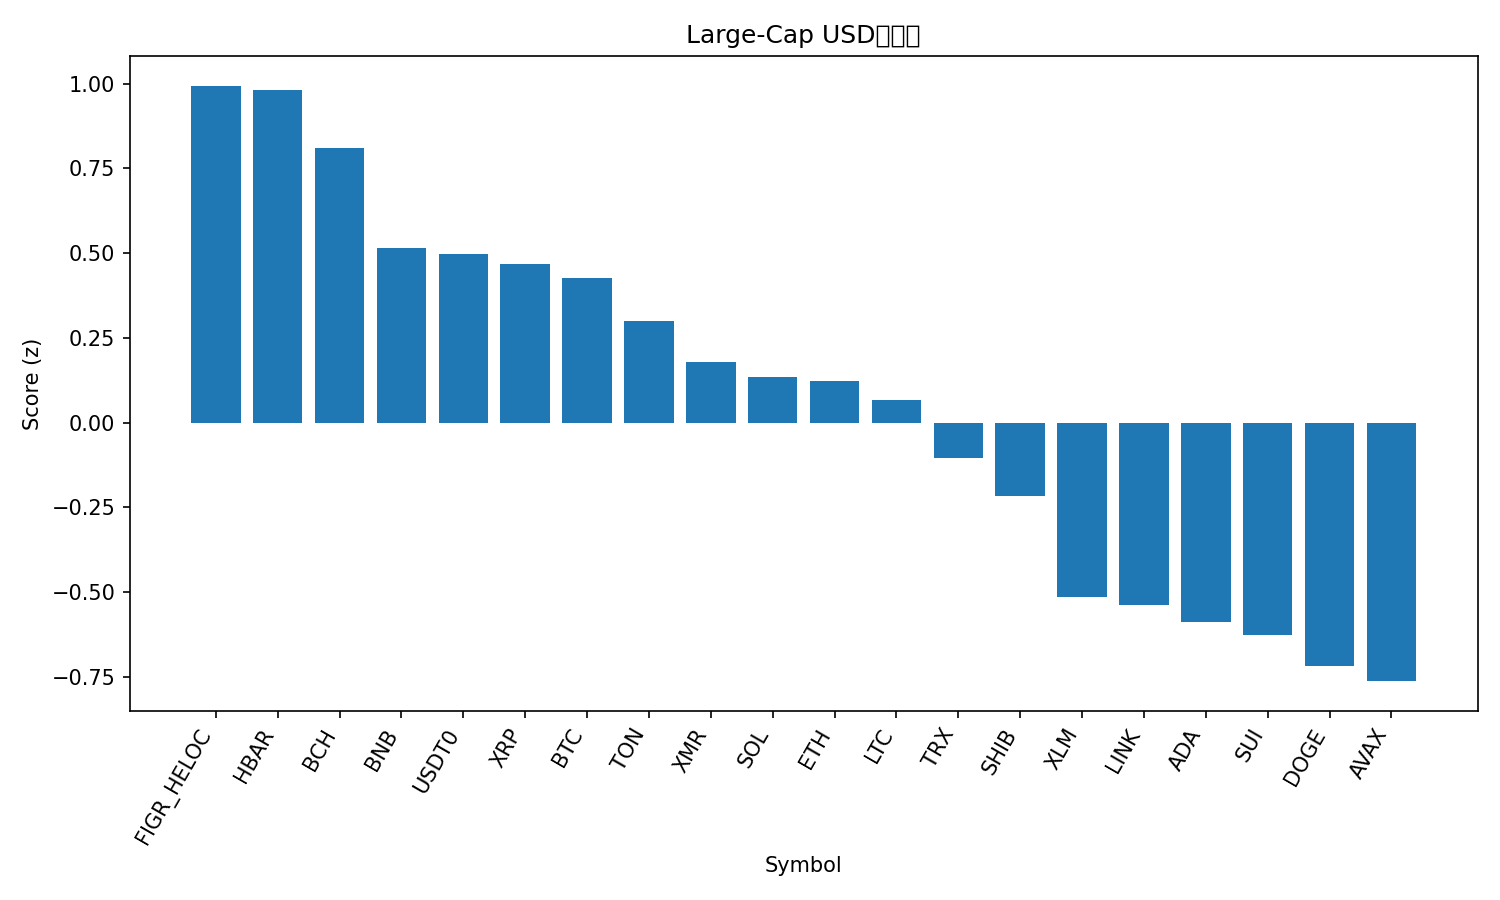 Large-Cap USD
1.00
0.75
0.50
0.25
0.00
−0.25
−0.50
−0.75
Score (z)
FIGR_HELOC
HBAR
BCH
BNB
USDT0
XRP
BTC
TON
XMR
SOL
ETH
LTC
TRX
SHIB
XLM
LINK
ADA
SUI
DOGE
AVAX
Symbol